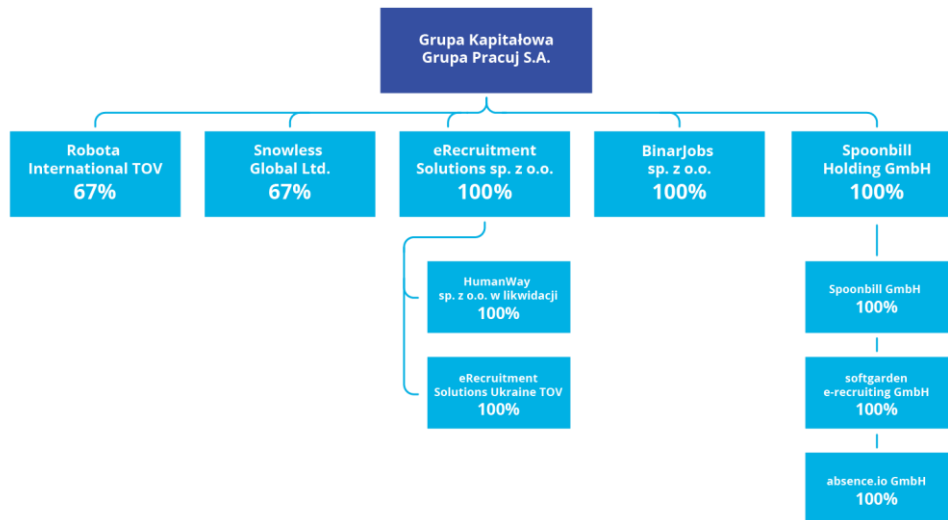 Grupa Kapitałowa
Grupa Pracuj S.A.
Robota
International TOV
67%
Snowless
Global Ltd.
67%
eRecruitment
Solutions sp. z o.o.
100%
BinarJobs
sp. z o.o.
100%
Spoonbill
Holding GmbH
100%
HumanWay
sp. z o.o. w likwidacji
100%
eRecruitment
Solutions Ukraine TOV
100%
Spoonbill GmbH
100%
softgarden
e-recruiting GmbH
100%
absence.io GmbH
100%